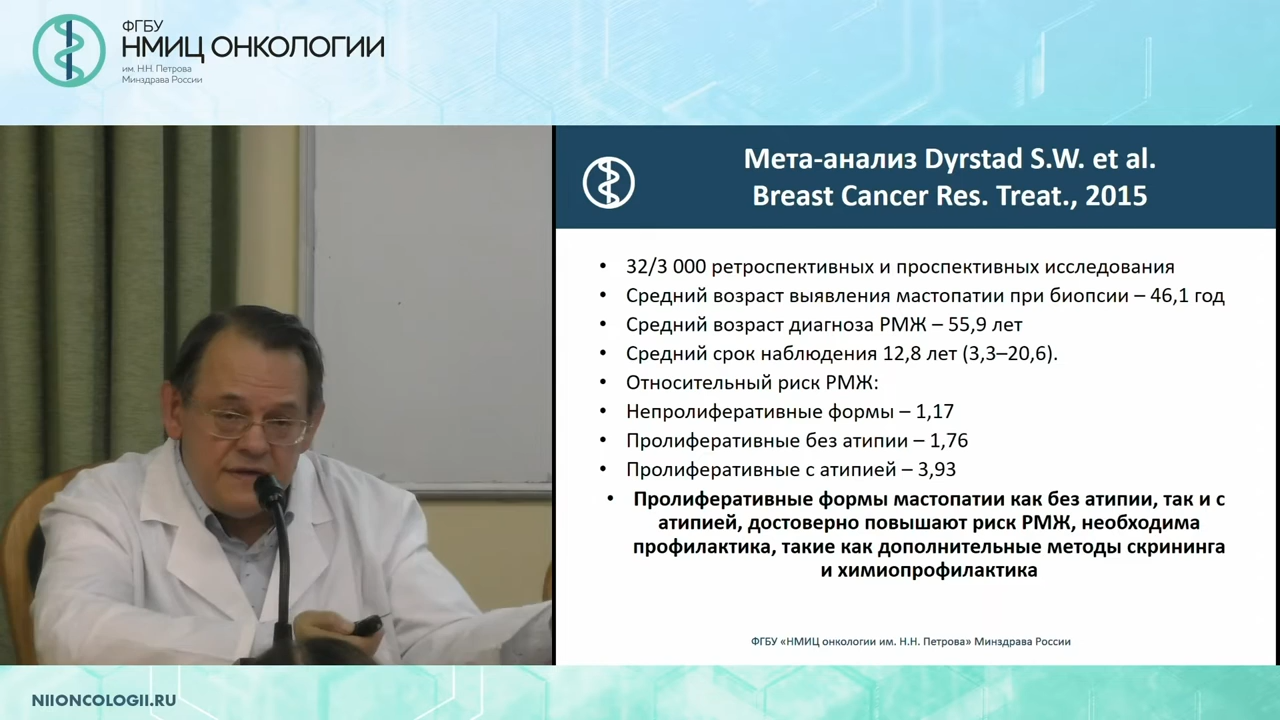 ФГБУ
НМИЦ ОНКОЛОГИИ
им. Н.Н. Петрова
Минздрава России
Мета-анализ Dyrstad S.W. et al.
Breast Cancer Res. Treat., 2015
• 32/3 000 ретроспективных и проспективных исследования
• Средний возраст выявления мастопатии при биопсии – 46,1 год
• Средний возраст диагноза РМЖ – 55,9 лет
• Средний срок наблюдения 12,8 лет (3,3–20,6).
• Относительный риск РМЖ:
• Непролиферативные формы – 1,17
• Пролиферативные без атипии – 1,76
• Пролиферативные с атипией – 3,93
• Пролиферативные формы мастопатии как без атипии, так и с
атипией, достоверно повышают риск РМЖ, необходима
профилактика, такие как дополнительные методы скрининга
и химиопрофилактика
ФГБУ «НМИЦ онкологии им. Н.Н. Петрова» Минздрава России
NIIONCOLOGII.RU